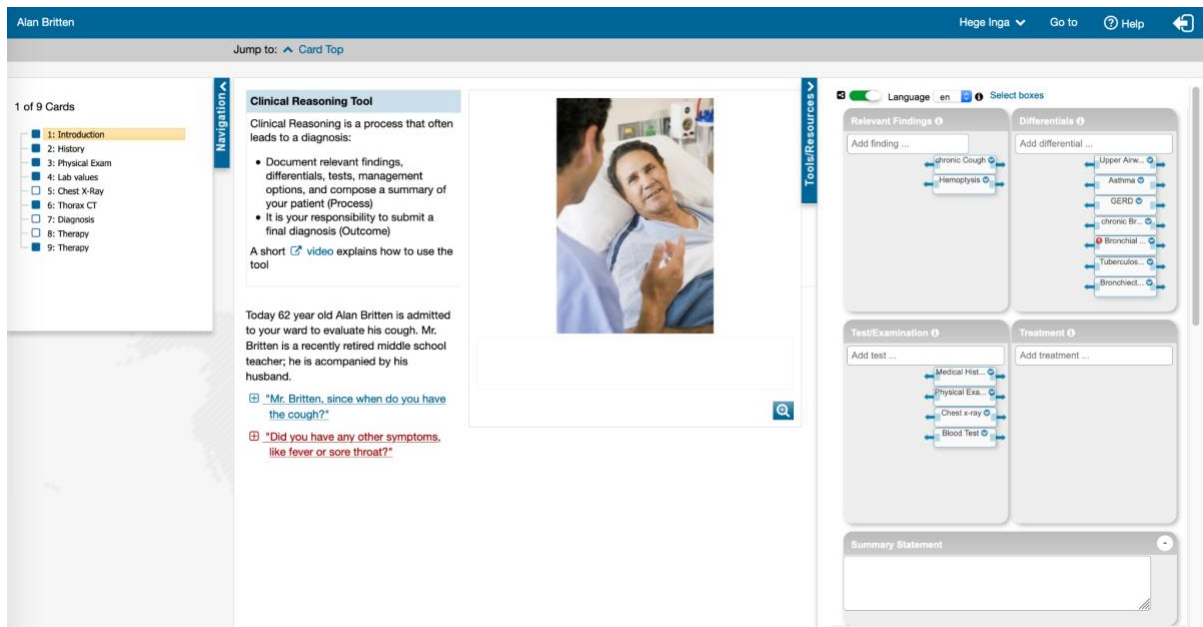 Alan Britten
Hege Inga
Go to
Help
Jump to: Card Top
1 of 9 Cards
1: Introduction
2: History
3: Physical Exam
4: Lab values
5: Chest X-Ray
6: Thorax CT
7: Diagnosis
8: Therapy
9: Therapy
Navigation
Clinical Reasoning Tool
Clinical Reasoning is a process that often
leads to a diagnosis:
• Document relevant findings,
differentials, tests, management
options, and compose a summary of
your patient (Process)
• It is your responsibility to submit a
final diagnosis (Outcome)
A short video explains how to use the
tool
Today 62 year old Alan Britten is admitted
to your ward to evaluate his cough. Mr.
Britten is a recently retired middle school
teacher; he is acompanied by his
husband.
"Mr. Britten, since when do you have
the cough?"
"Did you have any other symptoms,
like fever or sore throat?"
Tools/Resources
Language en Select boxes
Relevant Findings
Add finding ...
chronic Cough
Hemoptysis
Differentials
Add differential ...
Upper Airw...
Asthma
GERD
chronic Br...
Bronchial ...
Tuberculos...
Bronchiect...
Test/Examination
Add test ...
Medical Hist...
Physical Exa...
Chest x-ray
Blood Test
Treatment
Add treatment ...
Summary Statement